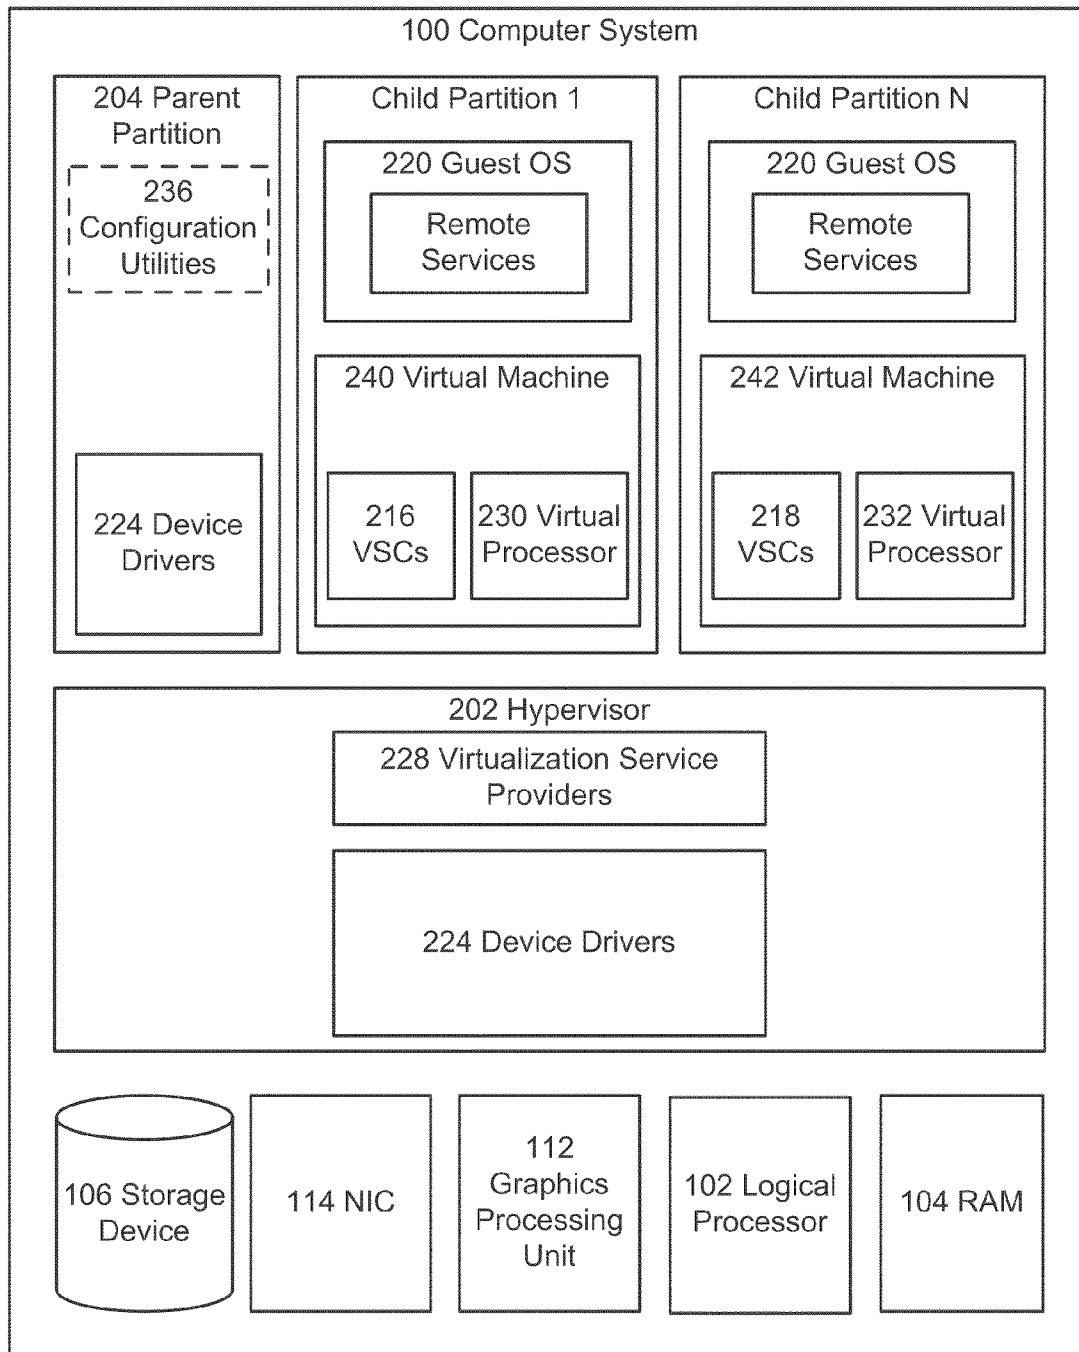 100 Computer System
204 Parent
Partition
236
Configuration
Utilities
224 Device
Drivers
Child Partition 1
220 Guest OS
Remote
Services
240 Virtual Machine
216
VSCs
230 Virtual
Processor
Child Partition N
220 Guest OS
Remote
Services
242 Virtual Machine
218
VSCs
232 Virtual
Processor
202 Hypervisor
228 Virtualization Service
Providers
224 Device Drivers
106 Storage
Device
114 NIC
112
Graphics
Processing
Unit
102 Logical
Processor
104 RAM